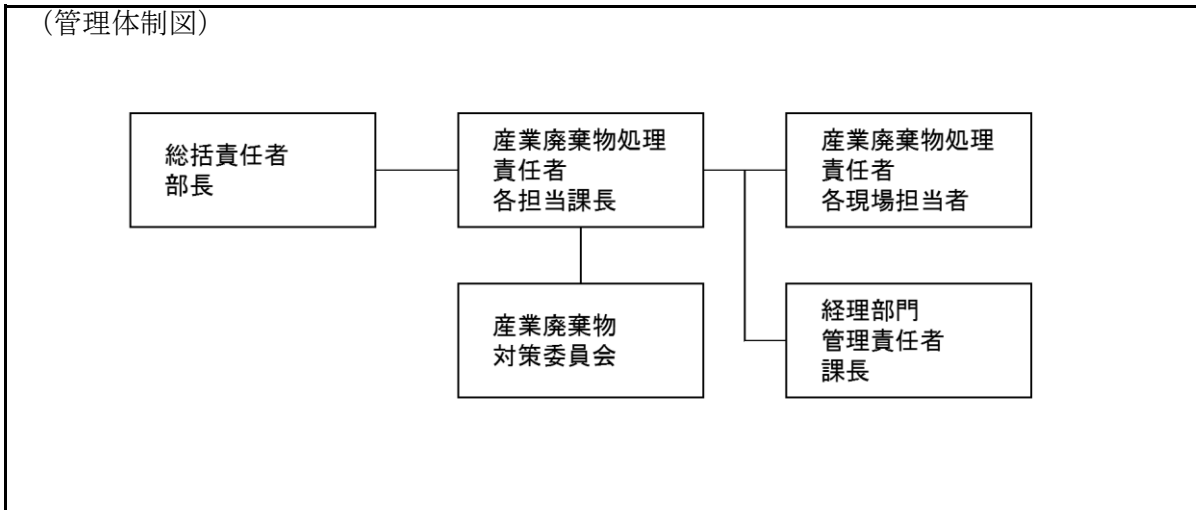 （管理体制図）
総括責任者
部長
産業廃棄物処理
責任者
各担当課長
産業廃棄物処理
責任者
各現場担当者
産業廃棄物
対策委員会
経理部門
管理責任者
課長